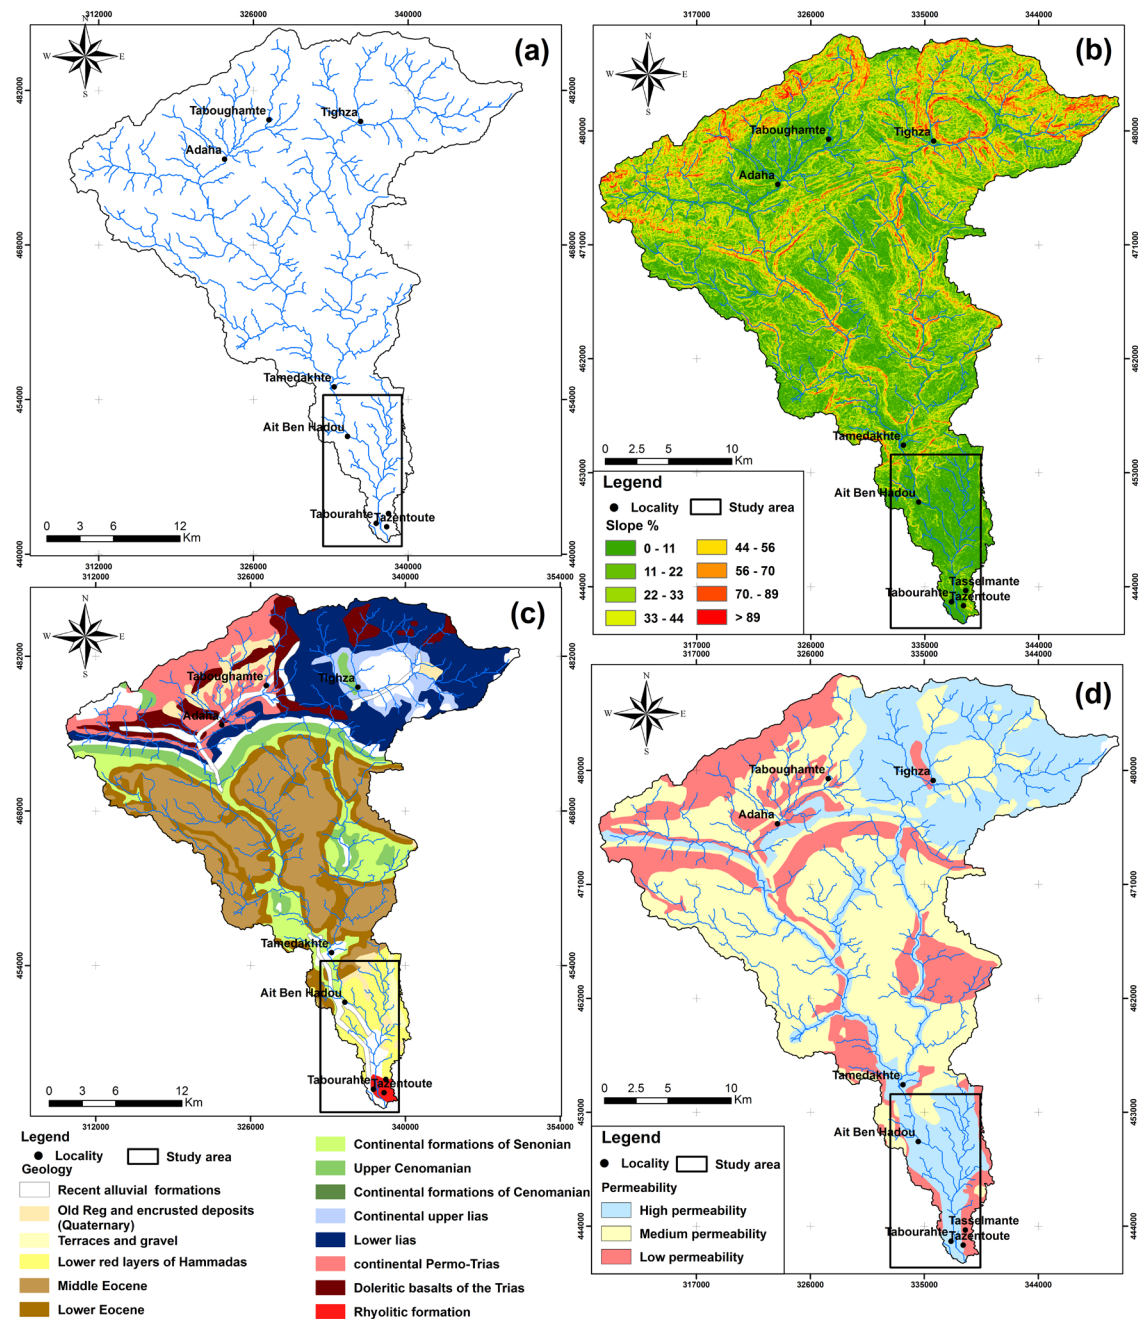 312000
326000
340000
(a)
N
W
E
S
482000
468000
454000
440000
Taboughamte
Tighza
Adaha
Tamedakhte
Ait Ben Hadou
Tabourahte
Tazentoute
0 3 6 12
Km
312000
326000
340000
354000
317000
326000
335000
344000
(b)
N
W
E
S
480000
471000
462000
453000
444000
Taboughamte
Tighza
Adaha
Tamedakhte
Ait Ben Hadou
Tasselmante
Tabourahte
Tazentoute
0 2.5 5 10
Km
Legend
Locality
Study area
Slope %
0 - 11
11 - 22
22 - 33
33 - 44
44 - 56
56 - 70
70. - 89
> 89
317000
326000
335000
344000
(c)
N
W
E
S
482000
468000
454000
Taboughamte
Tighza
Adaha
Tamedakhte
Ait Ben Hadou
Tabourahte
Tazentoute
0 3 6 12
Km
312000
326000
340000
354000
Legend
Locality
Study area
Geology
Recent alluvial formations
Old Reg and encrusted deposits
(Quaternary)
Terraces and gravel
Lower red layers of Hammadas
Middle Eocene
Lower Eocene
Continental formations of Senonian
Upper Cenomanian
Continental formations of Cenomanian
Continental upper lias
Lower lias
continental Permo-Trias
Doleritic basalts of the Trias
Rhyolitic formation
(d)
N
W
E
S
480000
471000
462000
453000
444000
Taboughamte
Tighza
Adaha
Tamedakhte
Ait Ben Hadou
Tasselmante
Tabourahte
Tazentoute
0 2.5 5 10
Km
Legend
Locality
Study area
Permeability
High permeability
Medium permeability
Low permeability
317000
326000
335000
344000